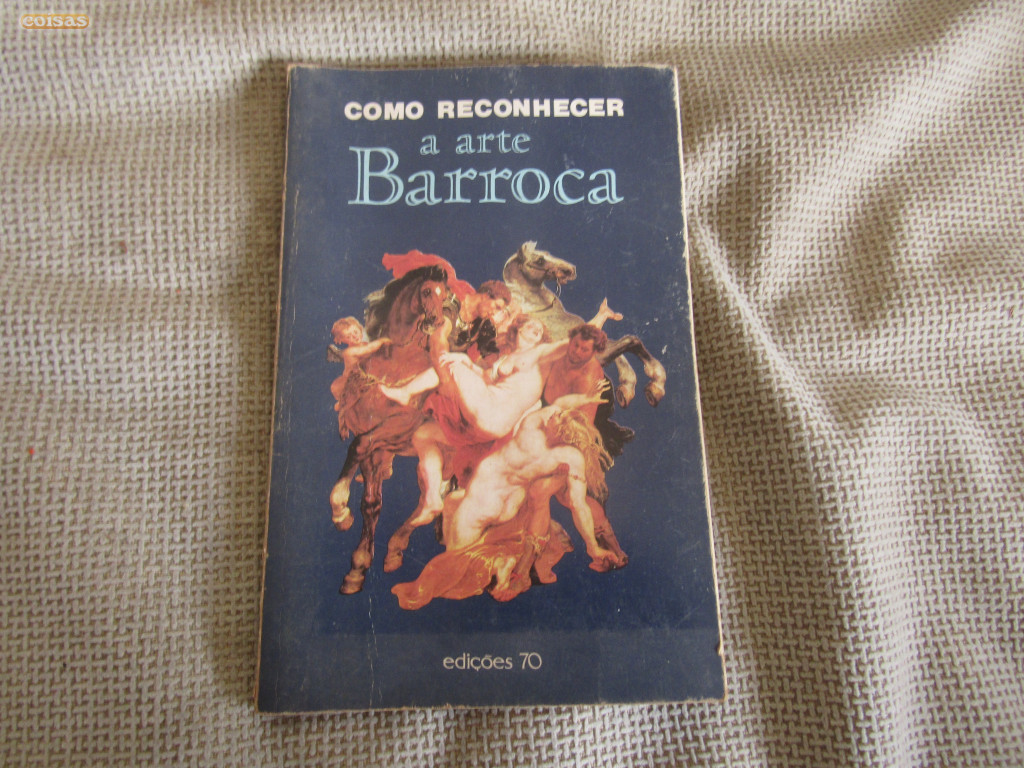 coisas
COMO RECONHECER
a arte
Barroca
edições 70